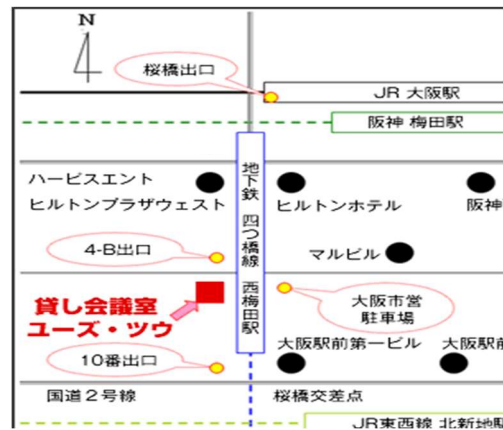 N
桜橋出口
JR 大阪駅
阪神 梅田駅
ハービスエント
ヒルトンプラザウェスト
地下鉄 四つ橋線 西梅田駅
ヒルトンホテル
阪神
4-B出口
マルビル
貸し会議室
ユーズ・ツウ
大阪市営
駐車場
10番出口
大阪駅前第一ビル
大阪駅前
国道2号線
桜橋交差点
JR東西線 北新地駅